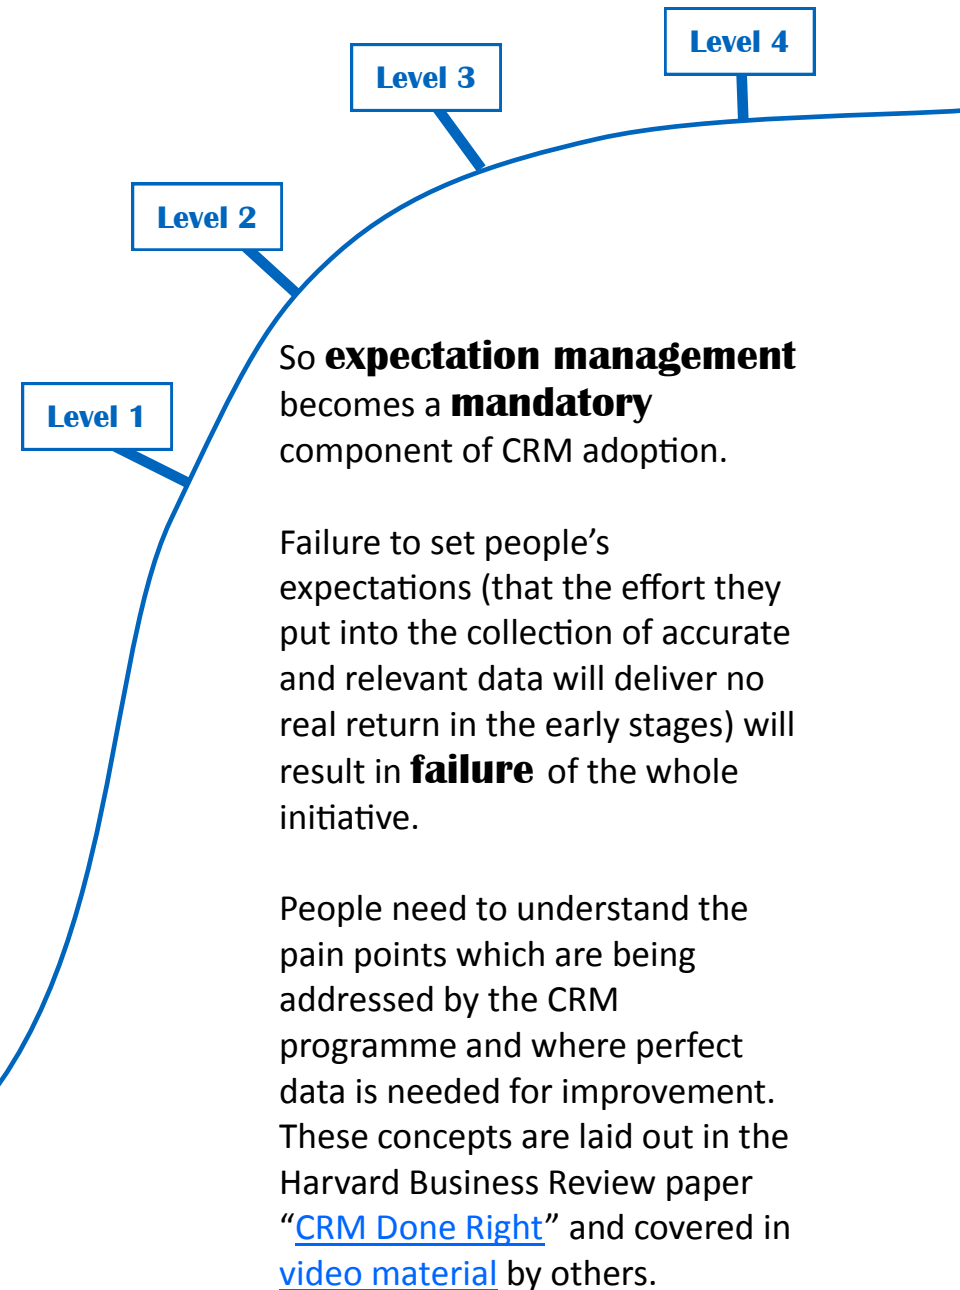 Level 4
Level 3
Level 2
Level 1
So expectation management
becomes a mandatory
component of CRM adoption.
Failure to set people’s
expectations (that the effort they
put into the collection of accurate
and relevant data will deliver no
real return in the early stages) will
result in failure of the whole
initiative.
People need to understand the
pain points which are being
addressed by the CRM
programme and where perfect
data is needed for improvement.
These concepts are laid out in the
Harvard Business Review paper
“CRM Done Right” and covered in
video material by others.